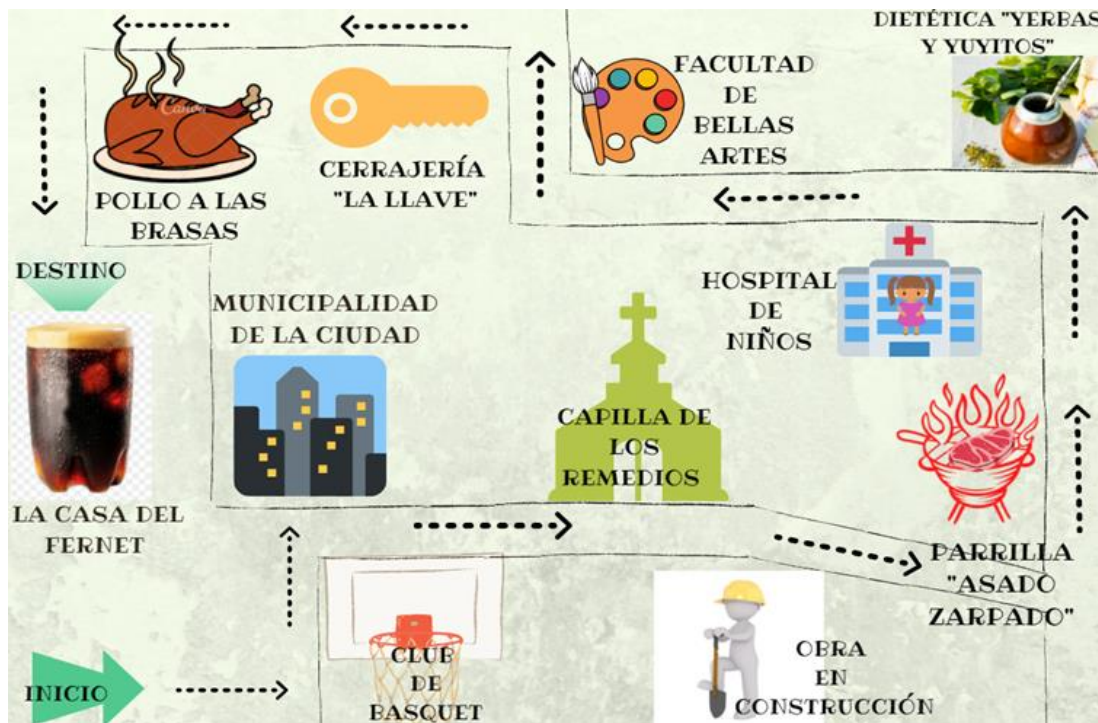 DIETÉTICA "YERBAS
Y YUYITOS"
FACULTAD
DE
BELLAS
ARTES
Canva
CERRAJERÍA
"LA LLAVE"
POLLO A LAS
BRASAS
DESTINO
MUNICIPALIDAD
DE LA CIUDAD
HOSPITAL
DE
NIÑOS
CAPILLA DE
LOS
REMEDIOS
LA CASA DEL
FERNET
PARRILLA
"ASADO
ZARPADO"
INICIO
CLUB
DE
BASQUET
OBRA
EN
CONSTRUCCIÓN